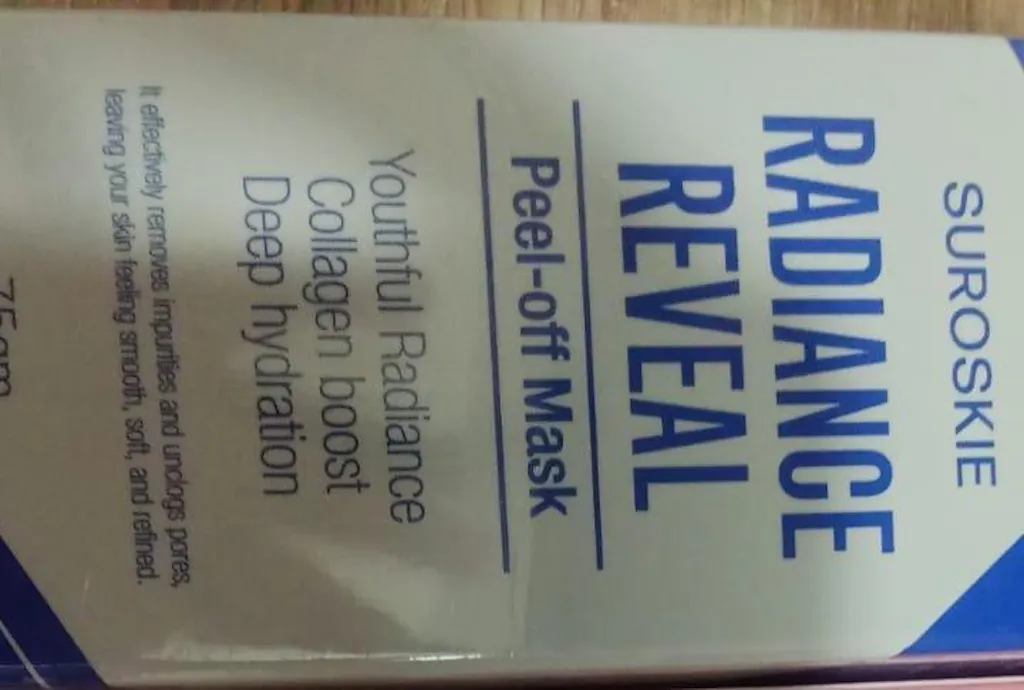 SUROSKIE
RADIANCE
REVEAL
Peel-off Mask
Youthful Radiance
Collagen boost
Deep hydration
It effectively removes impurities and unclogs pores,
leaving your skin feeling smooth, soft, and refined.
75gm